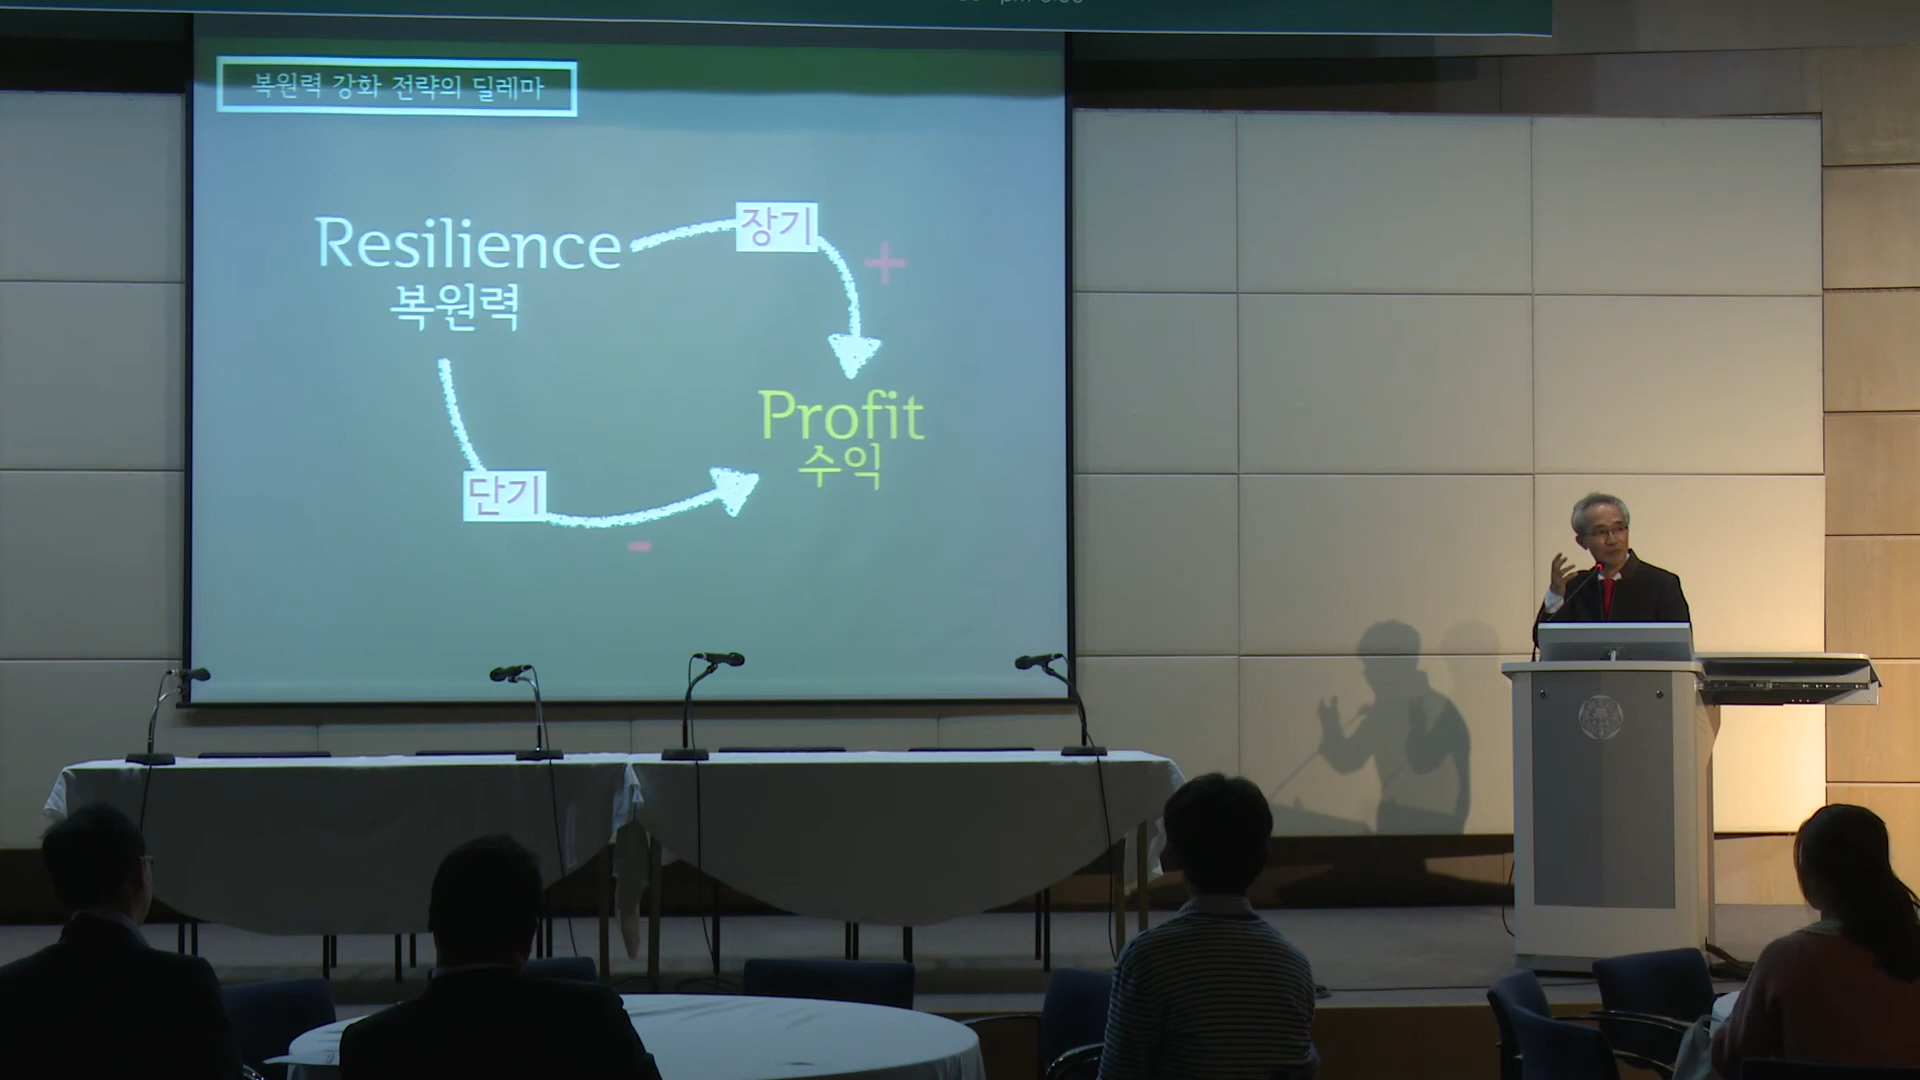 복원력 강화 전략의 딜레마
Resilience
복원력
장기
+
Profit
수익
단기
-